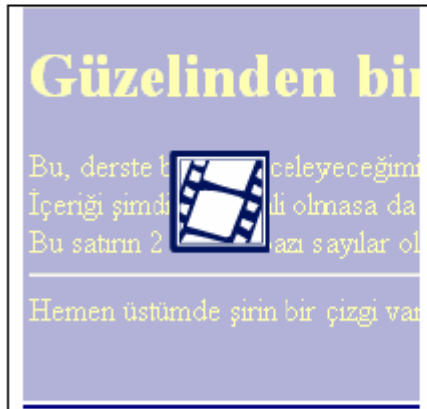 Güzelinden bir
Bu, derste b celeyeceğimi
İçeriği şimdi li olmasa da
Bu satırın 2 azı sayılar ol
Hemen üstümde şirin bir çizgi var